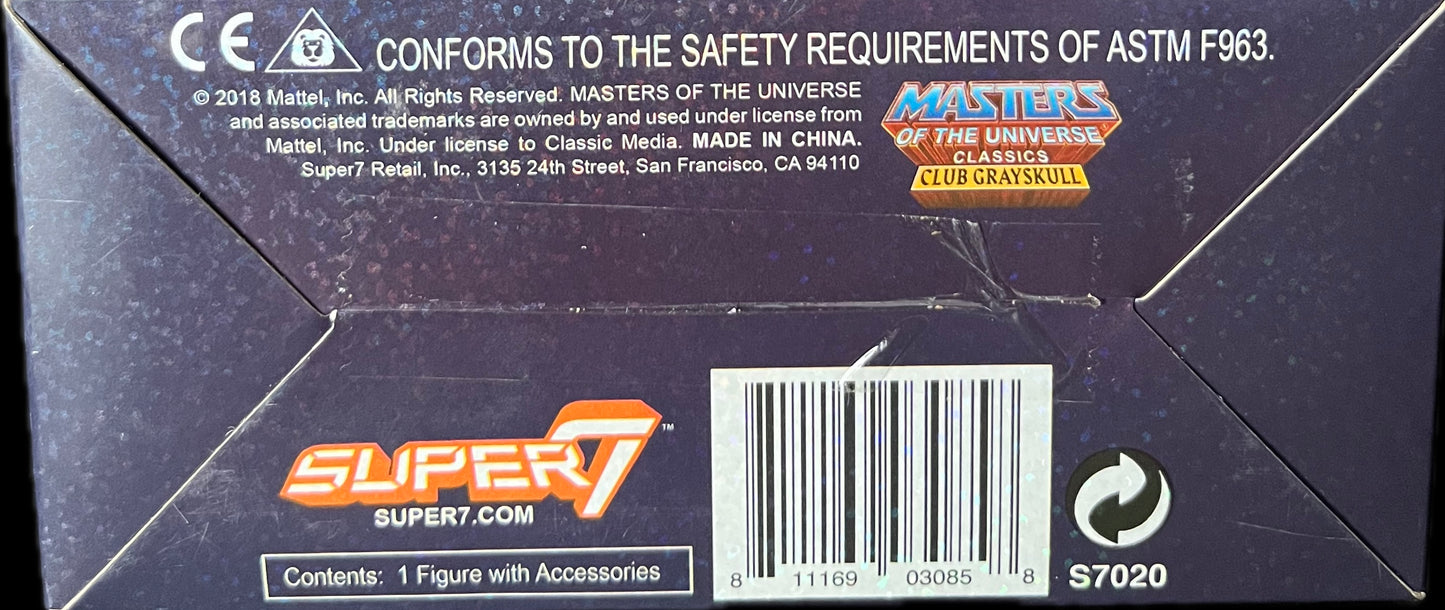 CE CONFORMS TO THE SAFETY REQUIREMENTS OF ASTM F963.
© 2018 Mattel, Inc. All Rights Reserved. MASTERS OF THE UNIVERSE
and associated trademarks are owned by and used under license from
Mattel, Inc. Under license to Classic Media. MADE IN CHINA.
Super7 Retail, Inc., 3135 24th Street, San Francisco, CA 94110
MASTERS
OF THE UNIVERSE®
CLASSICS
CLUB GRAYSKULL
SUPER7™
SUPER7.COM
Contents: 1 Figure with Accessories
8 11169 03085 8
S7020